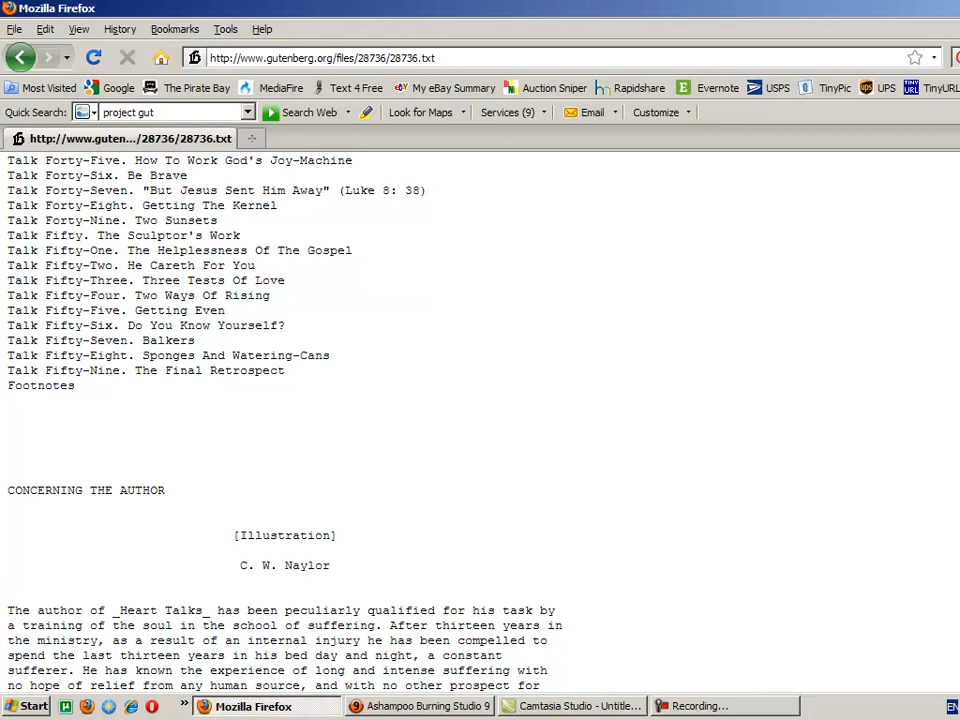 Mozilla Firefox
File Edit View History Bookmarks Tools Help
http://www.gutenberg.org/files/28736/28736.txt
Most Visited Google The Pirate Bay MediaFire Text 4 Free My eBay Summary Auction Sniper Rapidshare Evernote USPS TinyPic UPS TinyURL
Quick Search: project gut Search Web Look for Maps Services (9) Email Customize
http://www.guten.../28736/28736.txt
Talk Forty-Five. How To Work God's Joy-Machine
Talk Forty-Six. Be Brave
Talk Forty-Seven. "But Jesus Sent Him Away" (Luke 8: 38)
Talk Forty-Eight. Getting The Kernel
Talk Forty-Nine. Two Sunsets
Talk Fifty. The Sculptor's Work
Talk Fifty-One. The Helplessness Of The Gospel
Talk Fifty-Two. He Careth For You
Talk Fifty-Three. Three Tests Of Love
Talk Fifty-Four. Two Ways Of Rising
Talk Fifty-Five. Getting Even
Talk Fifty-Six. Do You Know Yourself?
Talk Fifty-Seven. Balkers
Talk Fifty-Eight. Sponges And Watering-Cans
Talk Fifty-Nine. The Final Retrospect
Footnotes
CONCERNING THE AUTHOR
[Illustration]
C. W. Naylor
The author of _Heart Talks_ has been peculiarly qualified for his task by
a training of the soul in the school of suffering. After thirteen years in
the ministry, as a result of an internal injury he has been compelled to
spend the last thirteen years in his bed day and night, a constant
sufferer. He has known the experience of long and intense suffering with
no hope of relief from any human source, and with no other prospect for
Start Mozilla Firefox Ashampoo Burning Studio 9 Camtasia Studio - Untitle... Recording... EN